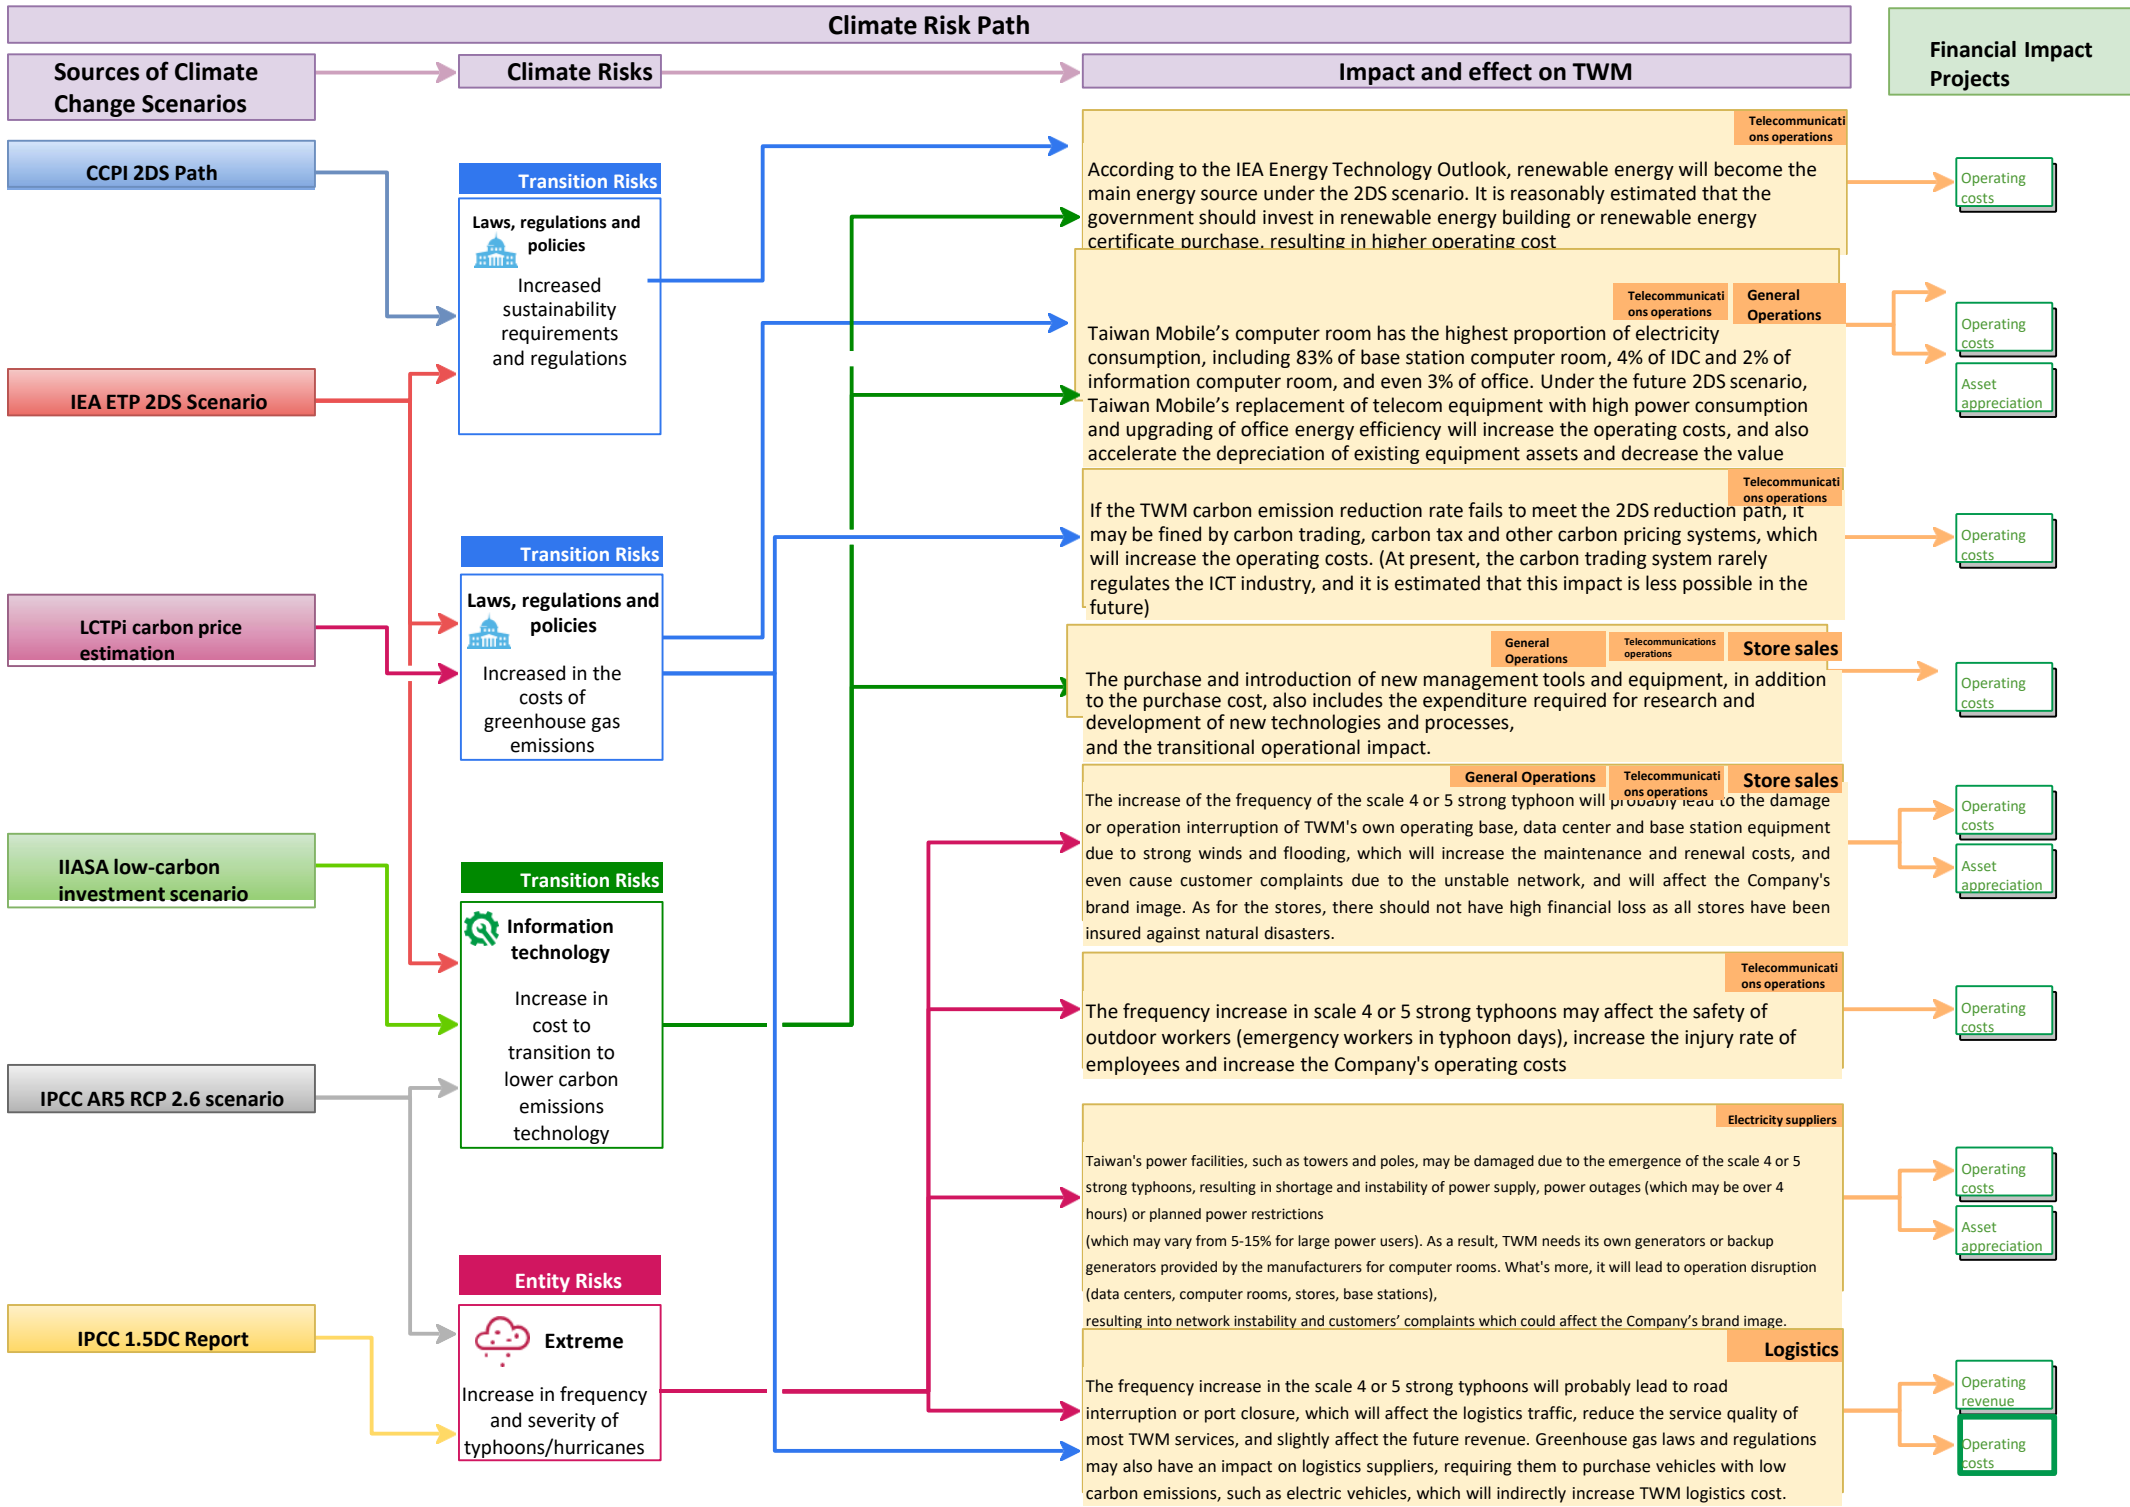 Climate Risk Path
Sources of Climate
Change Scenarios
Climate Risks
Impact and effect on TWM
Financial Impact
Projects
CCPI 2DS Path
IEA ETP 2DS Scenario
LCTPi carbon price
estimation
IIASA low-carbon
investment scenario
IPCC AR5 RCP 2.6 scenario
IPCC 1.5DC Report
Transition Risks
Laws, regulations and
policies
Increased
sustainability
requirements
and regulations
Transition Risks
Laws, regulations and
policies
Increased in the
costs of
greenhouse gas
emissions
Transition Risks
Information
technology
Increase in
cost to
transition to
lower carbon
emissions
technology
Entity Risks
Extreme
Increase in frequency
and severity of
typhoons/hurricanes
Telecommunicati
ons operations
According to the IEA Energy Technology Outlook, renewable energy will become the
main energy source under the 2DS scenario. It is reasonably estimated that the
government should invest in renewable energy building or renewable energy
certificate purchase, resulting in higher operating cost
Operating
costs
Telecommunicati
ons operations
General
Operations
Taiwan Mobile’s computer room has the highest proportion of electricity
consumption, including 83% of base station computer room, 4% of IDC and 2% of
information computer room, and even 3% of office. Under the future 2DS scenario,
Taiwan Mobile’s replacement of telecom equipment with high power consumption
and upgrading of office energy efficiency will increase the operating costs, and also
accelerate the depreciation of existing equipment assets and decrease the value
Operating
costs
Asset
appreciation
Telecommunicati
ons operations
If the TWM carbon emission reduction rate fails to meet the 2DS reduction path, it
may be fined by carbon trading, carbon tax and other carbon pricing systems, which
will increase the operating costs. (At present, the carbon trading system rarely
regulates the ICT industry, and it is estimated that this impact is less possible in the
future)
Operating
costs
General
Operations
Telecommunications
operations
Store sales
The purchase and introduction of new management tools and equipment, in addition
to the purchase cost, also includes the expenditure required for research and
development of new technologies and processes,
and the transitional operational impact.
Operating
costs
General Operations
Telecommunicati
ons operations
Store sales
The increase of the frequency of the scale 4 or 5 strong typhoon will probably lead to the damage
or operation interruption of TWM's own operating base, data center and base station equipment
due to strong winds and flooding, which will increase the maintenance and renewal costs, and
even cause customer complaints due to the unstable network, and will affect the Company's
brand image. As for the stores, there should not have high financial loss as all stores have been
insured against natural disasters.
Operating
costs
Asset
appreciation
Telecommunicati
ons operations
The frequency increase in scale 4 or 5 strong typhoons may affect the safety of
outdoor workers (emergency workers in typhoon days), increase the injury rate of
employees and increase the Company's operating costs
Operating
costs
Electricity suppliers
Taiwan's power facilities, such as towers and poles, may be damaged due to the emergence of the scale 4 or 5
strong typhoons, resulting in shortage and instability of power supply, power outages (which may be over 4
hours) or planned power restrictions
(which may vary from 5-15% for large power users). As a result, TWM needs its own generators or backup
generators provided by the manufacturers for computer rooms. What's more, it will lead to operation disruption
(data centers, computer rooms, stores, base stations),
resulting into network instability and customers’ complaints which could affect the Company’s brand image.
Operating
costs
Asset
appreciation
Logistics
The frequency increase in the scale 4 or 5 strong typhoons will probably lead to road
interruption or port closure, which will affect the logistics traffic, reduce the service quality of
most TWM services, and slightly affect the future revenue. Greenhouse gas laws and regulations
may also have an impact on logistics suppliers, requiring them to purchase vehicles with low
carbon emissions, such as electric vehicles, which will indirectly increase TWM logistics cost.
Operating
revenue
Operating
costs